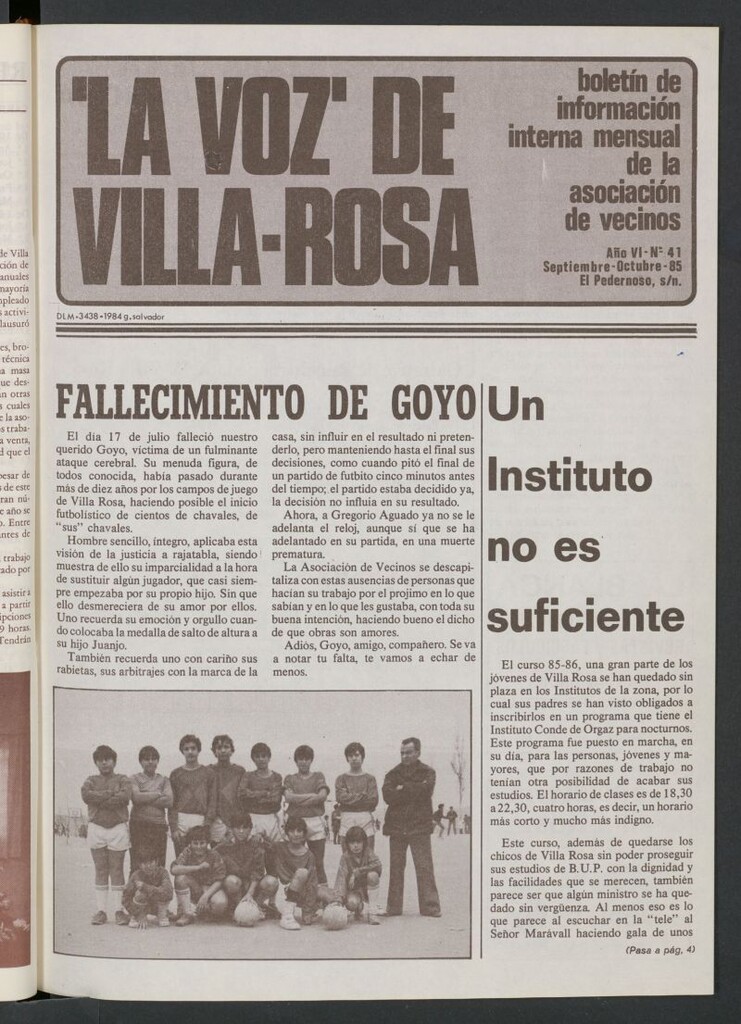 'LA VOZ' DE
VILLA-ROSA
boletín de
información
interna mensual
de la
asociación
de vecinos
Año VI - Nº 41
Septiembre-Octubre-85
El Pedernoso, s/n.
DLM-3438-1984 g.salvador
FALLECIMIENTO DE GOYO
El día 17 de julio falleció nuestro
querido Goyo, víctima de un fulminante
ataque cerebral. Su menuda figura, de
todos conocida, había pasado durante
más de diez años por los campos de juego
de Villa Rosa, haciendo posible el inicio
futbolístico de cientos de chavales, de
"sus" chavales.
Hombre sencillo, íntegro, aplicaba esta
visión de la justicia a rajatabla, siendo
muestra de ello su imparcialidad a la hora
de sustituir algún jugador, que casi siem-
pre empezaba por su propio hijo. Sin que
ello desmereciera de su amor por ellos.
Uno recuerda su emoción y orgullo cuan-
do colocaba la medalla de salto de altura a
su hijo Juanjo.
También recuerda uno con cariño sus
rabietas, sus arbitrajes con la marca de la
casa, sin influir en el resultado ni preten-
derlo, pero manteniendo hasta el final sus
decisiones, como cuando pitó el final de
un partido de futbito cinco minutos antes
del tiempo; el partido estaba decidido ya,
la decisión no influia en su resultado.
Ahora, a Gregorio Aguado ya no se le
adelanta el reloj, aunque sí que se ha
adelantado en su partida, en una muerte
prematura.
La Asociación de Vecinos se descapi-
taliza con estas ausencias de personas que
hacían su trabajo por el projimo en lo que
sabían y en lo que les gustaba, con toda su
buena intención, haciendo bueno el dicho
de que obras son amores.
Adiós, Goyo, amigo, compañero. Se va
a notar tu falta, te vamos a echar de
menos.
Un
Instituto
no es
suficiente
El curso 85-86, una gran parte de los
jóvenes de Villa Rosa se han quedado sin
plaza en los Institutos de la zona, por lo
cual sus padres se han visto obligados a
inscribirlos en un programa que tiene el
Instituto Conde de Orgaz para nocturnos.
Este programa fue puesto en marcha, en
su día, para las personas, jóvenes y ma-
yores, que por razones de trabajo no
tenían otra posibilidad de acabar sus
estudios. El horario de clases es de 18,30
a 22,30, cuatro horas, es decir, un horario
más corto y mucho más indigno.
Este curso, además de quedarse los
chicos de Villa Rosa sin poder proseguir
sus estudios de B.U.P. con la dignidad y
las facilidades que se merecen, también
parece ser que algún ministro se ha que-
dado sin vergüenza. Al menos eso es lo
que parece al escuchar en la "tele" al
Señor Marávall haciendo gala de unos
(Pasa a pág. 4)